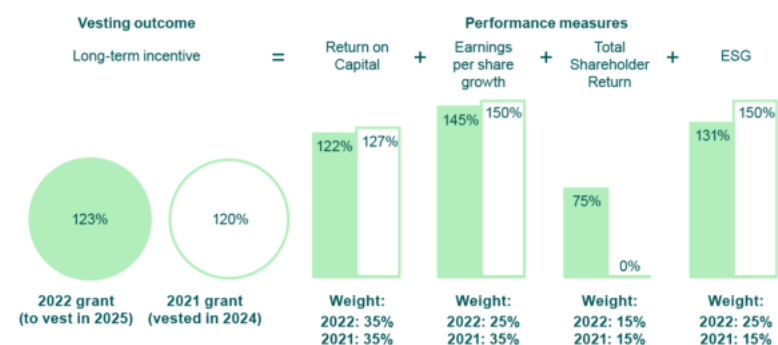 Vesting outcome
Performance measures
Long-term incentive
=
Return on
Capital
+
Earnings
per share
growth
+
Total
Shareholder
Return
+
ESG
123%
120%
122%
127%
145%
150%
75%
0%
131%
150%
2022 grant
(to vest in 2025)
2021 grant
(vested in 2024)
Weight:
2022: 35%
2021: 35%
Weight:
2022: 25%
2021: 35%
Weight:
2022: 15%
2021: 15%
Weight:
2022: 25%
2021: 15%